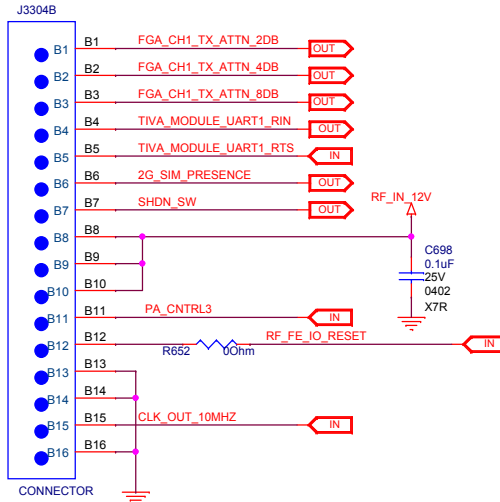 J3304B
B1 B1 FGA_CH1_TX_ATTN_2DB OUT
B2 B2 FGA_CH1_TX_ATTN_4DB OUT
B3 B3 FGA_CH1_TX_ATTN_8DB OUT
B4 B4 TIVA_MODULE_UART1_RIN OUT
B5 B5 TIVA_MODULE_UART1_RTS IN
B6 B6 2G_SIM_PRESENCE OUT
B7 B7 SHDN_SW OUT
RF_IN_12V
B8 B8
B9 B9
B10 B10
C698
0.1uF
25V
0402
X7R
B11 B11 PA_CNTRL3 IN
B12 B12 R652 0Ohm RF_FE_IO_RESET IN
B13 B13
B14 B14
B15 B15 CLK_OUT_10MHZ IN
B16 B16
CONNECTOR